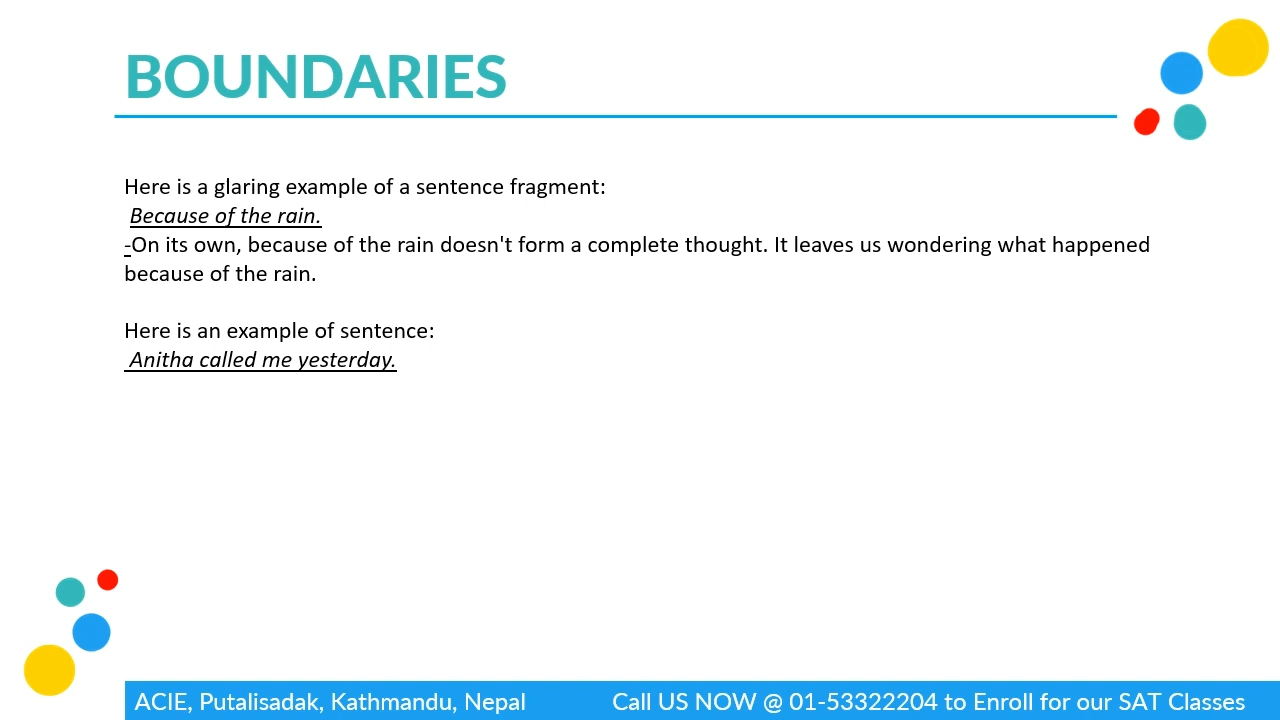 BOUNDARIES
Here is a glaring example of a sentence fragment:
Because of the rain.
-On its own, because of the rain doesn't form a complete thought. It leaves us wondering what happened
because of the rain.
Here is an example of sentence:
Anitha called me yesterday.
ACIE, Putalisadak, Kathmandu, Nepal Call US NOW @ 01-53322204 to Enroll for our SAT Classes